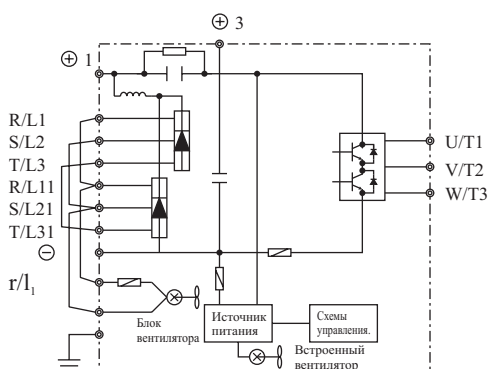 ⊕ 1
⊕ 3
R/L1
S/L2
T/L3
R/L11
S/L21
T/L31
⊖
r/l₁
U/T1
V/T2
W/T3
Блок
вентилятора
Источник
питания
Схемы
управления.
Встроенный
вентилятор